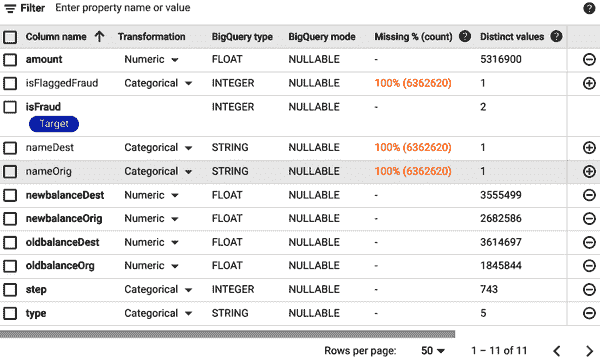 Filter Enter property name or value
Column name Transformation BigQuery type BigQuery mode Missing % (count) Distinct values
amount Numeric FLOAT NULLABLE - 5316900
isFlaggedFraud Categorical INTEGER NULLABLE 100% (6362620) 1
isFraud INTEGER NULLABLE - 2
Target
nameDest Categorical STRING NULLABLE 100% (6362620) 1
nameOrig Categorical STRING NULLABLE 100% (6362620) 1
newbalanceDest Numeric FLOAT NULLABLE - 3555499
newbalanceOrig Numeric FLOAT NULLABLE - 2682586
oldbalanceDest Numeric FLOAT NULLABLE - 3614697
oldbalanceOrg Numeric FLOAT NULLABLE - 1845844
step Categorical INTEGER NULLABLE - 743
type Categorical STRING NULLABLE - 5
Rows per page: 50 1 – 11 of 11